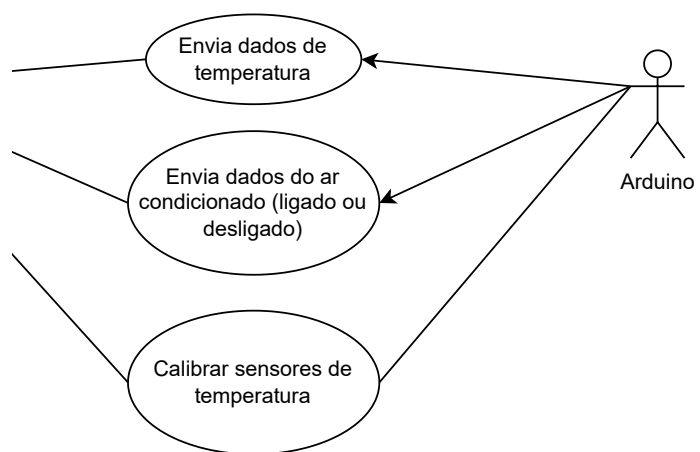 Envia dados de
temperatura
Envia dados do ar
condicionado (ligado ou
desligado)
Arduino
Calibrar sensores de
temperatura